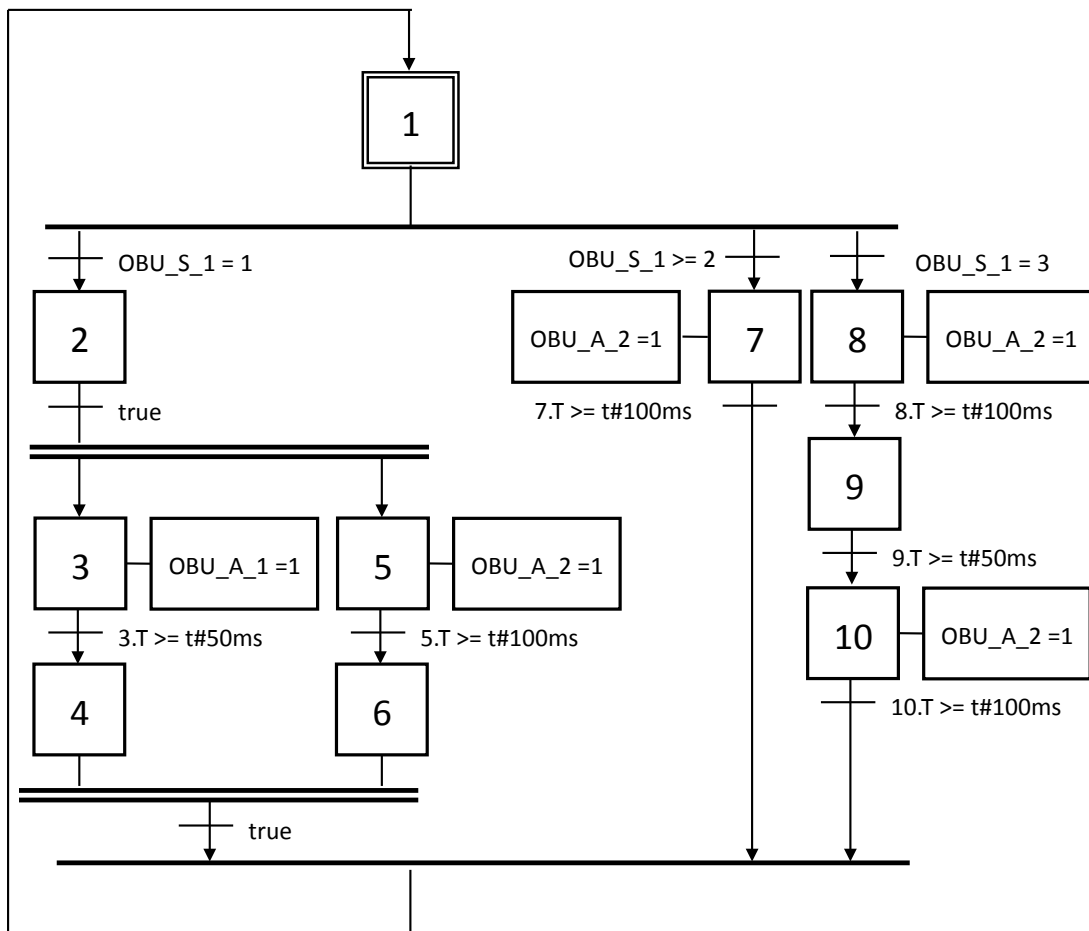 1
OBU_S_1 = 1
OBU_S_1 >= 2
OBU_S_1 = 3
2
OBU_A_2 =1
7
8
OBU_A_2 =1
true
7.T >= t#100ms
8.T >= t#100ms
9
3
OBU_A_1 =1
5
OBU_A_2 =1
9.T >= t#50ms
3.T >= t#50ms
5.T >= t#100ms
10
OBU_A_2 =1
4
6
10.T >= t#100ms
true